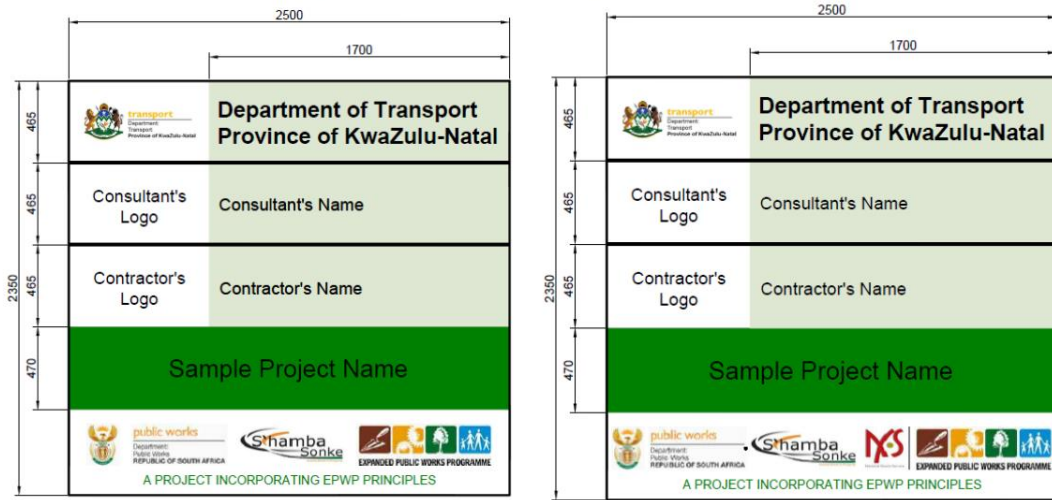 2500
1700
465
transport
Department:
Transport
Province of KwaZulu-Natal
Department of Transport
Province of KwaZulu-Natal
465
Consultant's
Logo
Consultant's Name
2350
465
Contractor's
Logo
Contractor's Name
470
Sample Project Name
public works
Department:
Public Works
REPUBLIC OF SOUTH AFRICA
S'hamba
Sonke
EXPANDED PUBLIC WORKS PROGRAMME
A PROJECT INCORPORATING EPWP PRINCIPLES
2500
1700
465
transport
Department:
Transport
Province of KwaZulu-Natal
Department of Transport
Province of KwaZulu-Natal
465
Consultant's
Logo
Consultant's Name
2350
465
Contractor's
Logo
Contractor's Name
470
Sample Project Name
public works
Department:
Public Works
REPUBLIC OF SOUTH AFRICA
S'hamba
Sonke
NYS
EXPANDED PUBLIC WORKS PROGRAMME
A PROJECT INCORPORATING EPWP PRINCIPLES